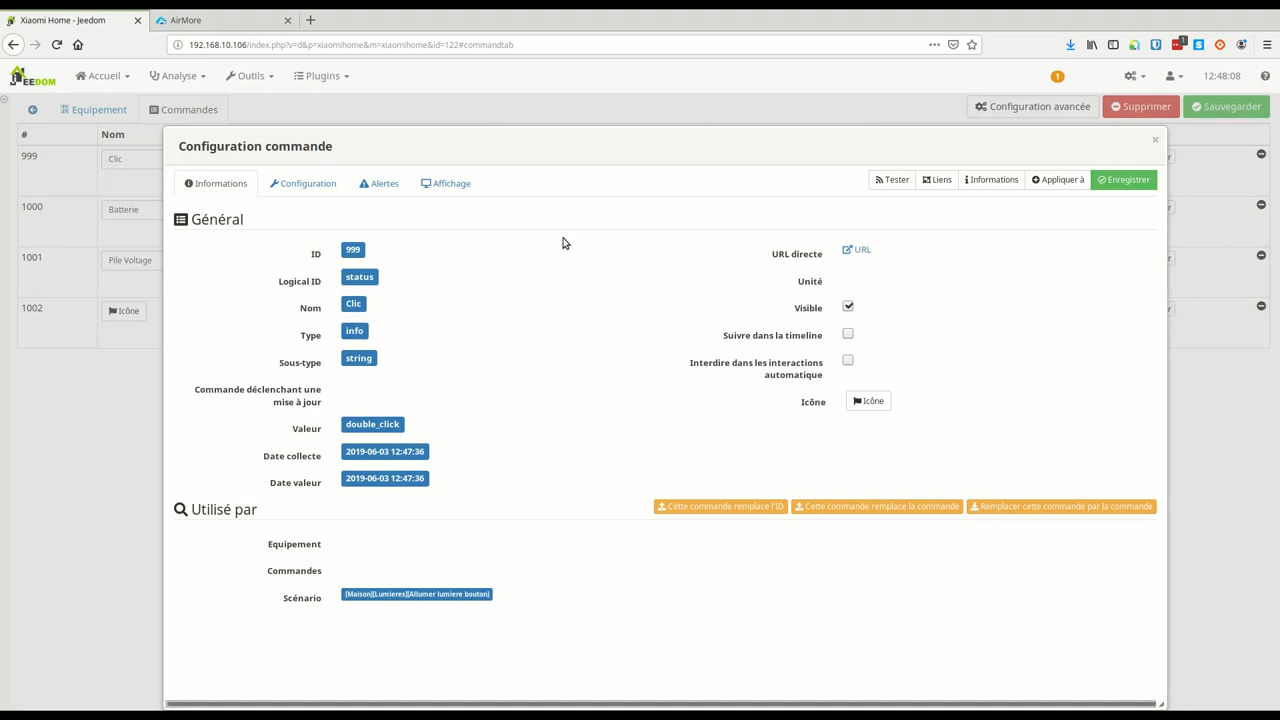 Xiaomi Home - Jeedom
AirMore
192.168.10.106/index.php?v=d&p=xiaomihome&m=xiaomihome&id=122#commandtab
1
EEDOM
Accueil
Analyse
Outils
Plugins
1
12:48:08
Equipement
Commandes
Configuration avancée
Supprimer
Sauvegarder
#
Nom
999
Clic
1000
Batterie
1001
Pile Voltage
1002
Icône
Configuration commande
Informations
Configuration
Alertes
Affichage
Tester
Liens
Informations
Appliquer à
Enregistrer
Général
ID
999
URL directe
URL
Logical ID
status
Unité
Nom
Clic
Visible
Type
info
Suivre dans la timeline
Sous-type
string
Interdire dans les interactions
automatique
Commande déclenchant une
mise à jour
Icône
Icône
Valeur
double_click
Date collecte
2019-06-03 12:47:36
Date valeur
2019-06-03 12:47:36
Utilisé par
Cette commande remplace l'ID
Cette commande remplace la commande
Remplacer cette commande par la commande
Equipement
Commandes
Scénario
[Maison][Lumieres][Allumer lumiere bouton]